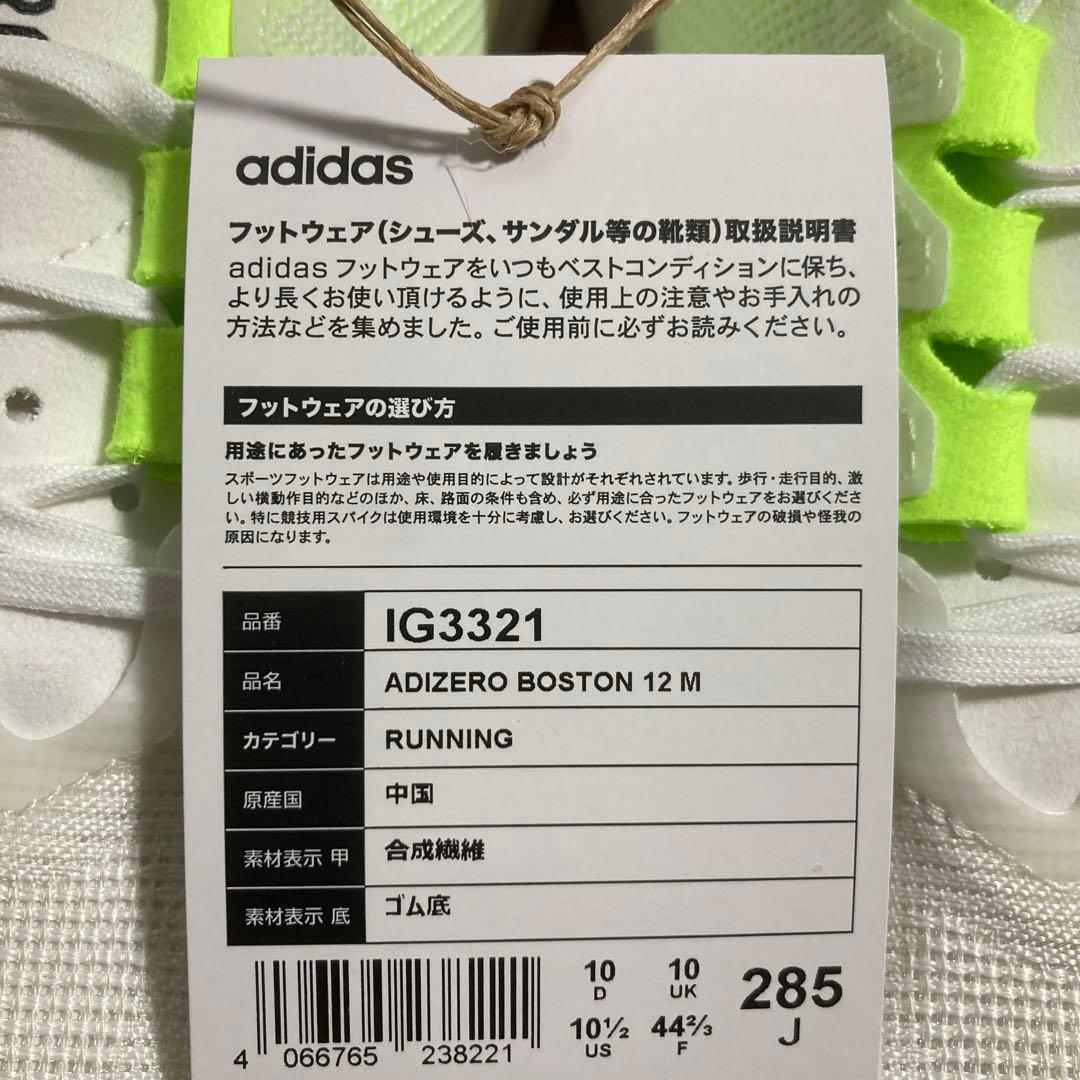 adidas
フットウェア(シューズ、サンダル等の靴類)取扱説明書
adidas フットウェアをいつもベストコンディションに保ち、
より長くお使い頂けるように、使用上の注意やお手入れの
方法などを集めました。ご使用前に必ずお読みください。
フットウェアの選び方
用途にあったフットウェアを履きましょう
スポーツフットウェアは用途や使用目的によって設計がそれぞれされています。歩行・走行目的、激
しい横動作目的などのほか、床、路面の条件も含め、必ず用途に合ったフットウェアをお選びくださ
い。特に競技用スパイクは使用環境を十分に考慮し、お選びください。フットウェアの破損や怪我の
原因になります。
品番 IG3321
品名 ADIZERO BOSTON 12 M
カテゴリー RUNNING
原産国 中国
素材表示 甲 合成繊維
素材表示 底 ゴム底
10 10 285
D UK J
10½ 44⅔
US F
4 066765 238221